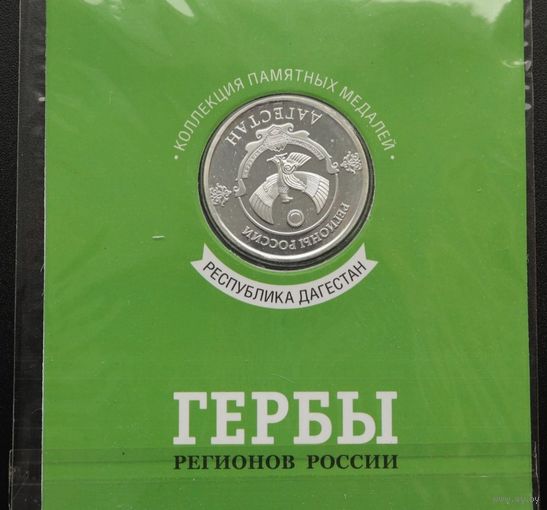 · КОЛЛЕКЦИЯ ПАМЯТНЫХ МЕДАЛЕЙ ·
ДАГЕСТАН
РЕГИОНЫ РОССИИ
РЕСПУБЛИКА ДАГЕСТАН
ГЕРБЫ
РЕГИОНОВ РОССИИ